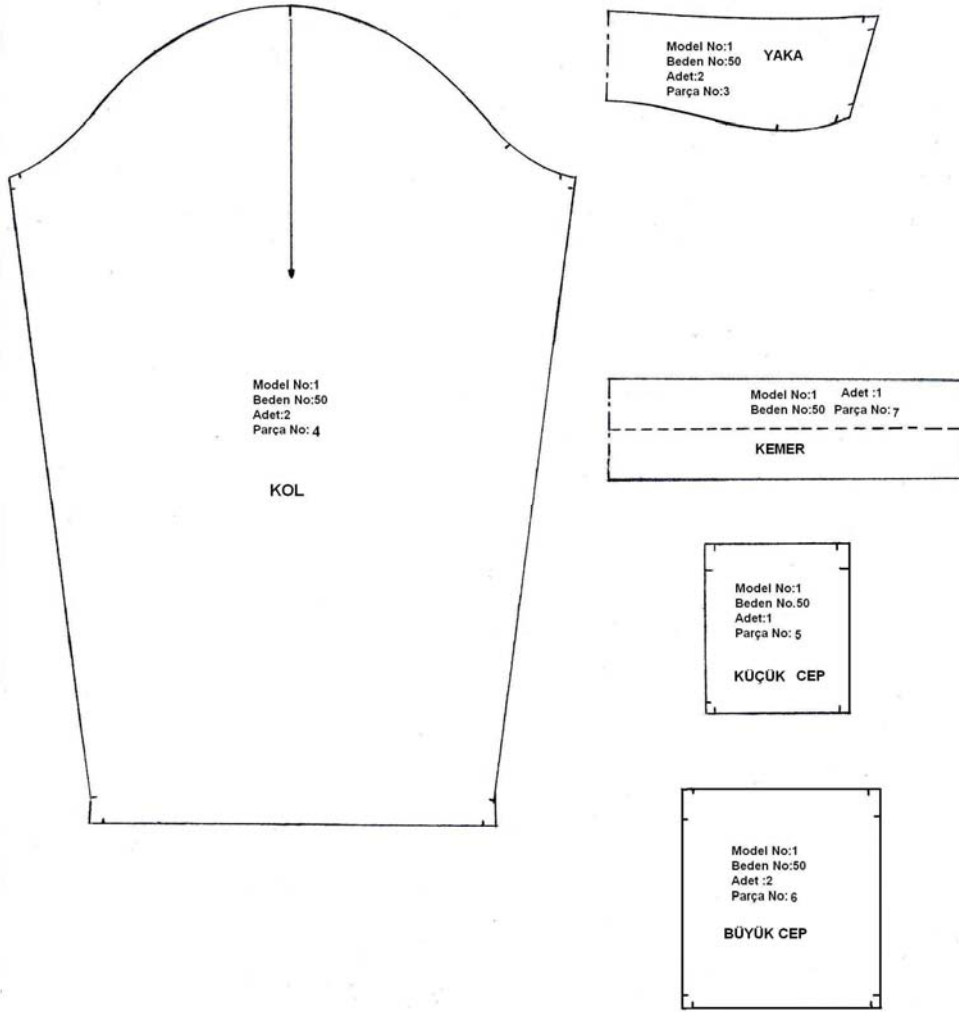 Model No:1
Beden No:50
Adet:2
Parça No:3
YAKA
Model No:1
Beden No:50
Adet:2
Parça No: 4
KOL
Model No:1 Adet :1
Beden No:50 Parça No: 7
KEMER
Model No:1
Beden No.50
Adet:1
Parça No: 5
KÜÇÜK CEP
Model No:1
Beden No:50
Adet :2
Parça No: 6
BÜYÜK CEP